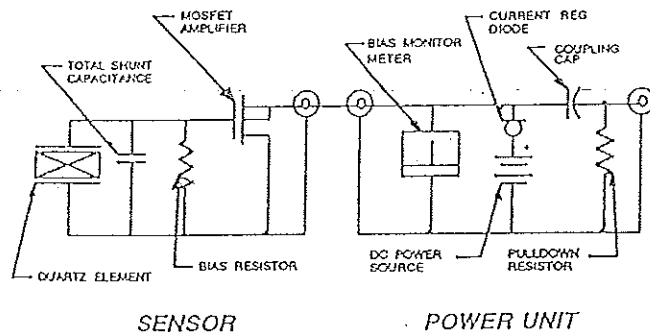 MOSFET
AMPLIFIER
TOTAL SHUNT
CAPACITANCE
BIAS MONITOR
METER
CURRENT REG
DIODE
COUPLING
CAP
QUARTZ ELEMENT
BIAS RESISTOR
DC POWER
SOURCE
PULLDOWN
RESISTOR
SENSOR
POWER UNIT